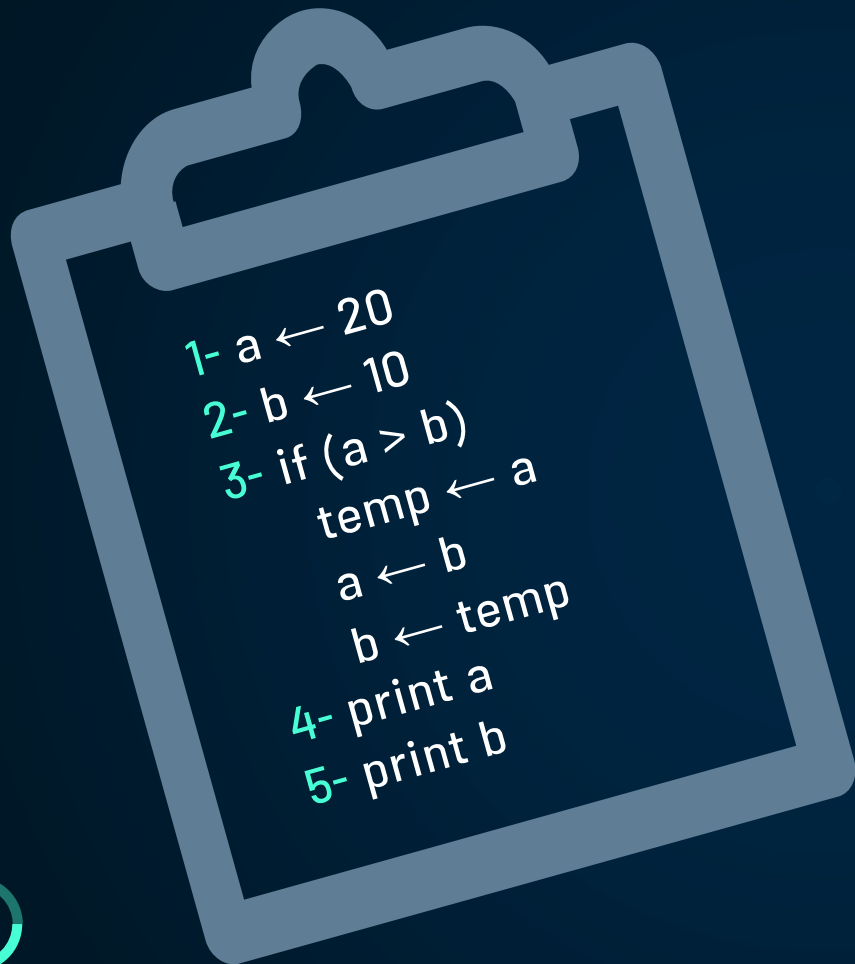 1- a ← 20
2- b ← 10
3- if (a > b)
temp ← a
a ← b
b ← temp
4- print a
5- print b